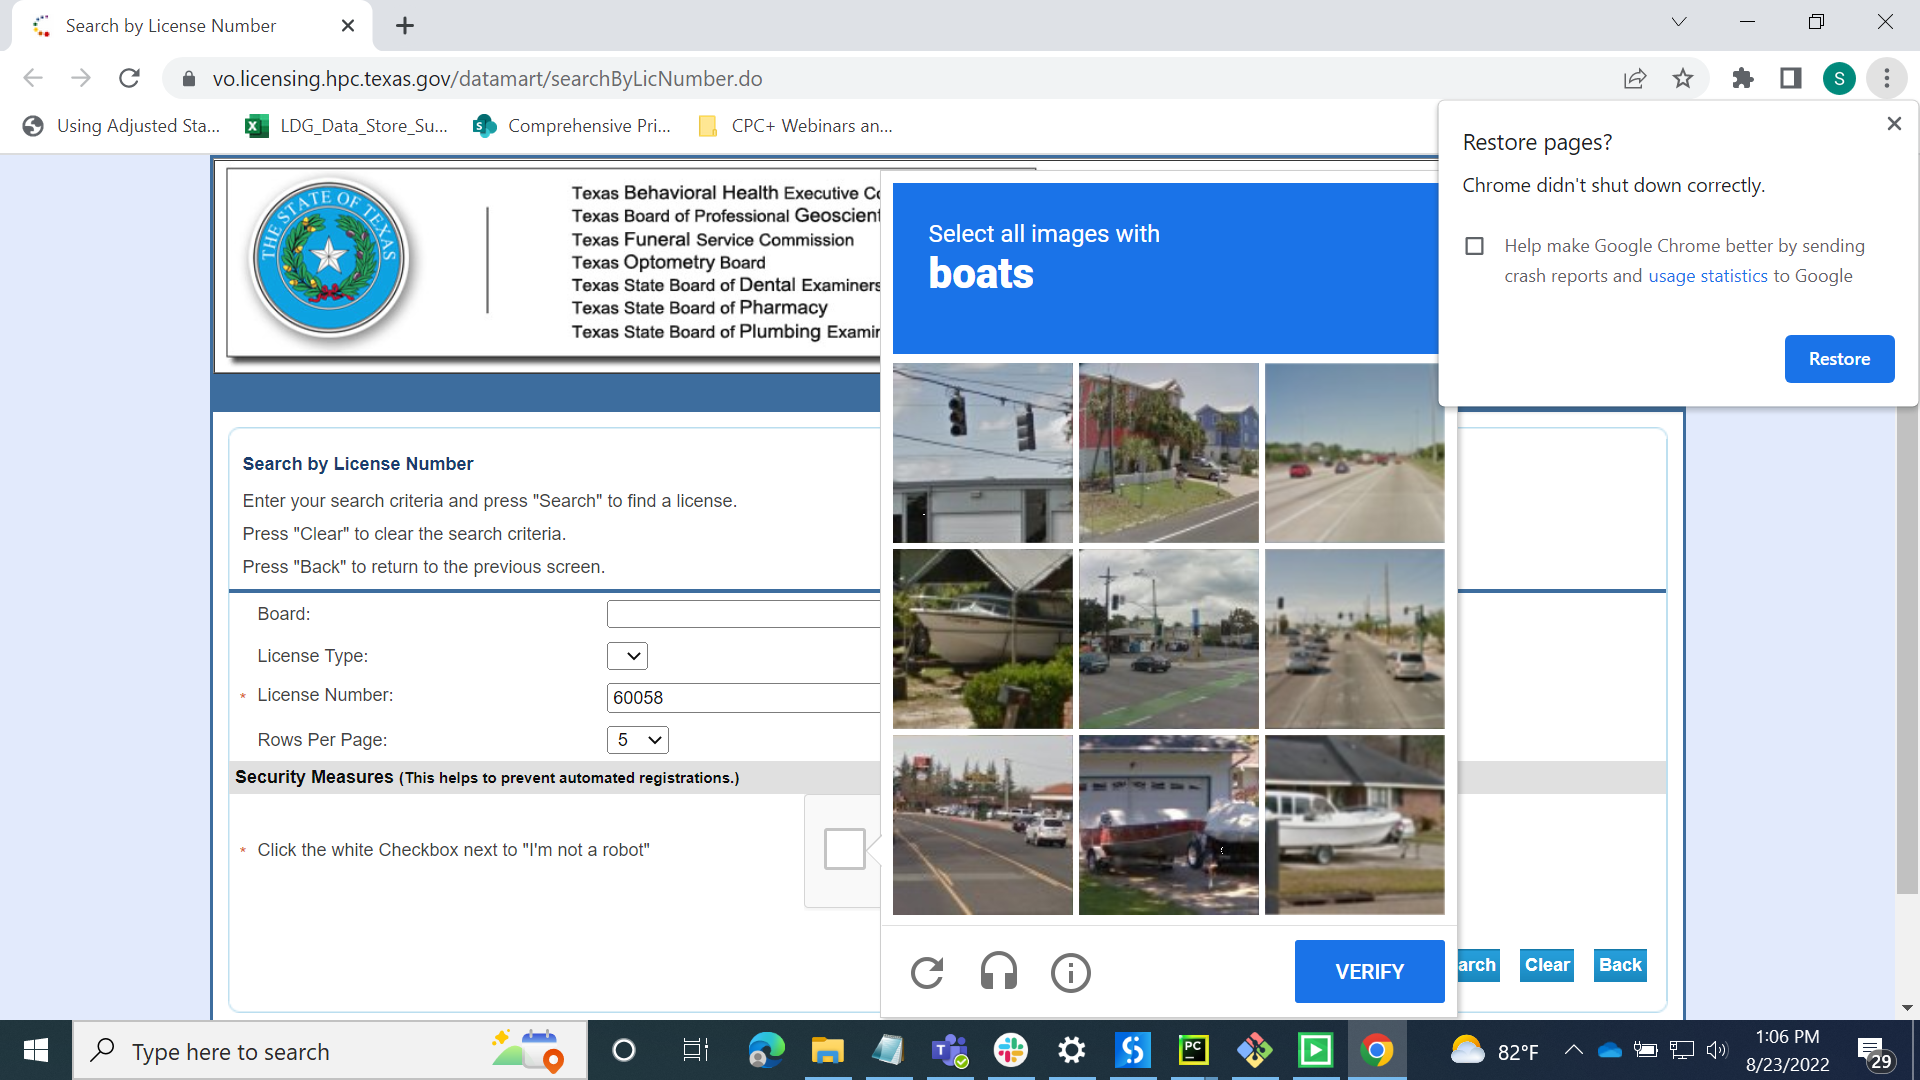 Search by License Number
vo.licensing.hpc.texas.gov/datamart/searchByLicNumber.do
S
Using Adjusted Sta...
LDG_Data_Store_Su...
Comprehensive Pri...
CPC+ Webinars an...
Restore pages?
Chrome didn't shut down correctly.
Help make Google Chrome better by sending
crash reports and usage statistics to Google
Restore
THE STATE OF TEXAS
Texas Behavioral Health Executive Co
Texas Board of Professional Geoscient
Texas Funeral Service Commission
Texas Optometry Board
Texas State Board of Dental Examiners
Texas State Board of Pharmacy
Texas State Board of Plumbing Examin
Select all images with
boats
Search by License Number
Enter your search criteria and press "Search" to find a license.
Press "Clear" to clear the search criteria.
Press "Back" to return to the previous screen.
Board:
License Type:
* License Number:
60058
Rows Per Page:
5
Security Measures (This helps to prevent automated registrations.)
* Click the white Checkbox next to "I'm not a robot"
VERIFY
arch
Clear
Back
Type here to search
PC
82°F
1:06 PM
8/23/2022
29